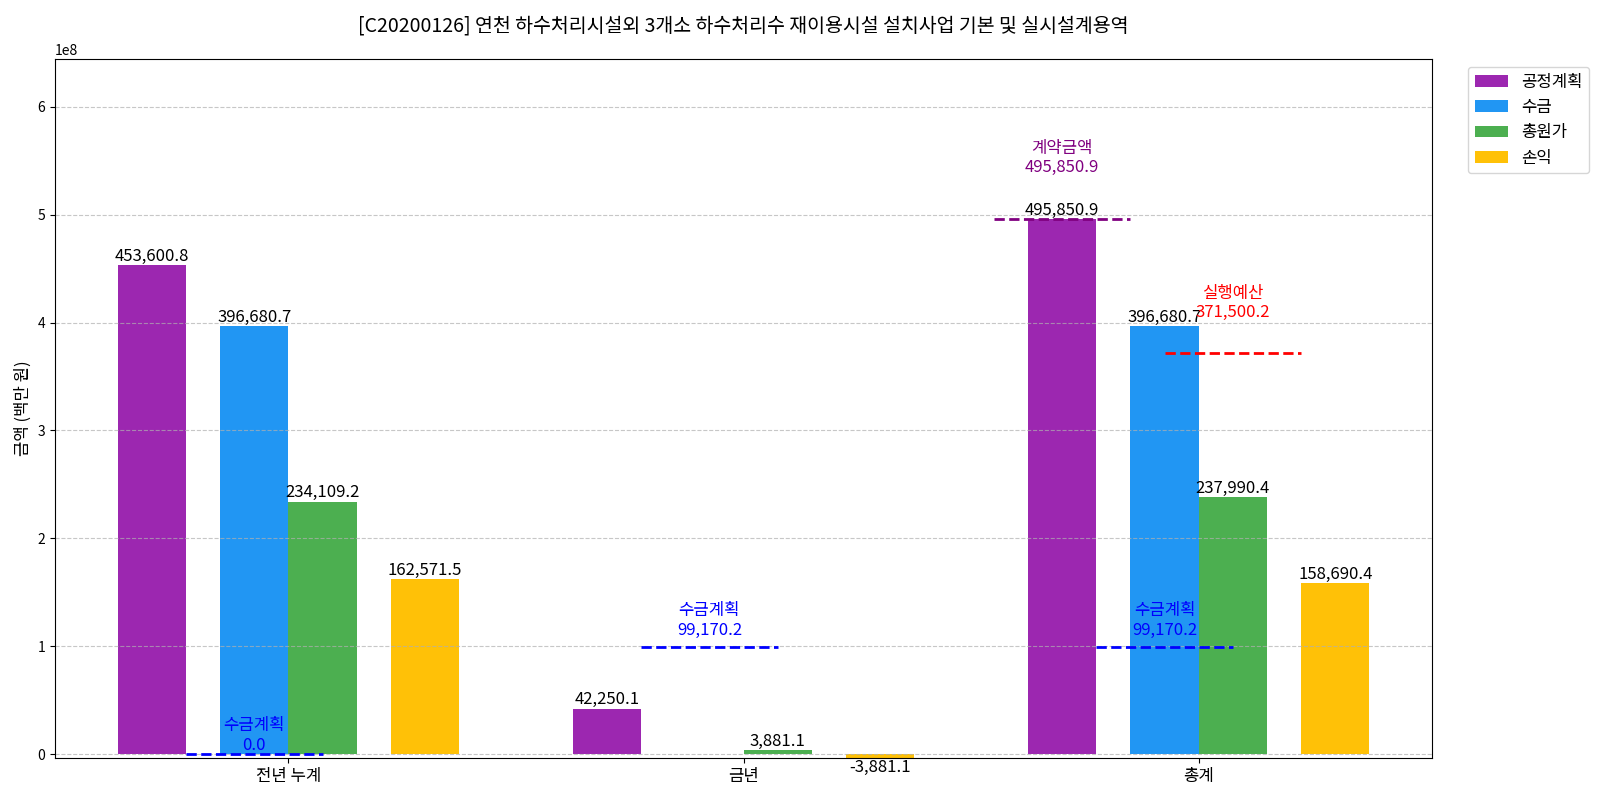 [C20200126] 연천 하수처리시설외 3개소 하수처리수 재이용시설 설치사업 기본 및 실시설계용역
1e8
공정계획
수금
총원가
손익
금액 (백만 원)
6
5
4
3
2
1
0
453,600.8
396,680.7
234,109.2
162,571.5
수금계획
0.0
수금계획
99,170.2
42,250.1
3,881.1
-3,881.1
계약금액
495,850.9
495,850.9
실행예산
371,500.2
396,680.7
237,990.4
158,690.4
수금계획
99,170.2
전년 누계
금년
총계